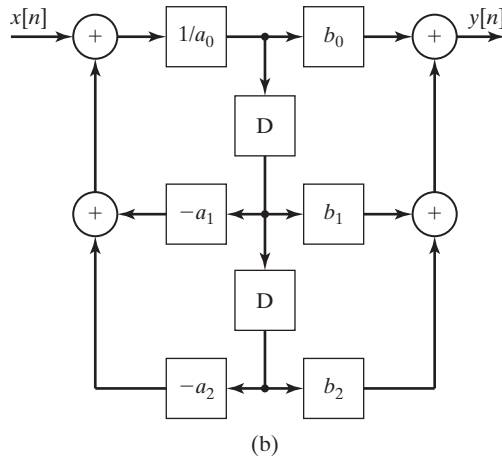 x[n] + 1/a₀ b₀ + y[n]
D
+ −a₁ b₁ +
D
−a₂ b₂
(b)